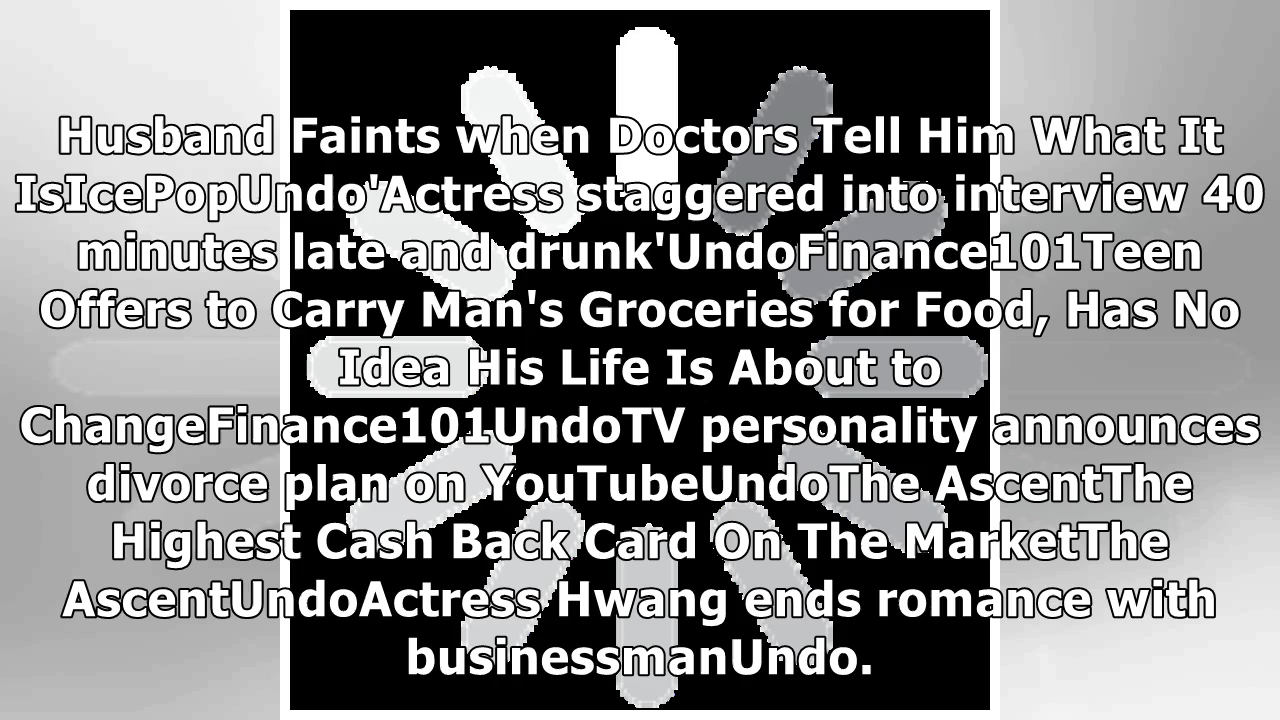 Husband Faints when Doctors Tell Him What It
IsIcePopUndo'Actress staggered into interview 40
minutes late and drunk'UndoFinance101Teen
Offers to Carry Man's Groceries for Food, Has No
Idea His Life Is About to
ChangeFinance101UndoTV personality announces
divorce plan on YouTubeUndoThe AscentThe
Highest Cash Back Card On The MarketThe
AscentUndoActress Hwang ends romance with
businessmanUndo.